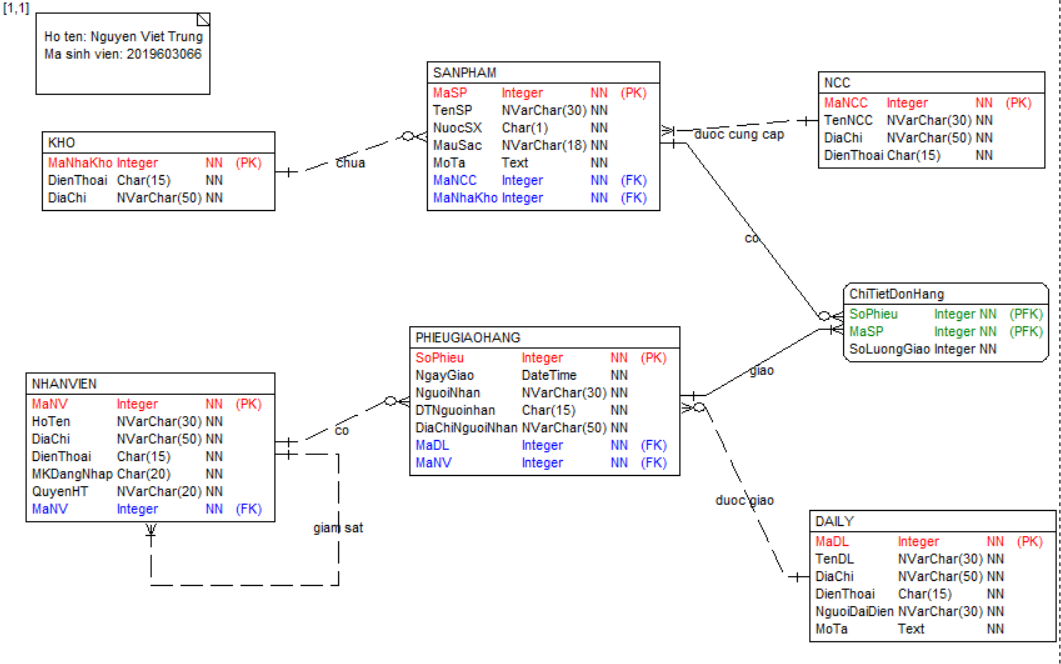 [1,1]
Ho ten: Nguyen Viet Trung
Ma sinh vien: 2019603066
SANPHAM
MaSP Integer NN (PK)
TenSP NVarChar(30) NN
NuocSX Char(1) NN
MauSac NVarChar(18) NN
MoTa Text NN
MaNCC Integer NN (FK)
MaNhaKho Integer NN (FK)
NCC
MaNCC Integer NN (PK)
TenNCC NVarChar(30) NN
DiaChi NVarChar(50) NN
DienThoai Char(15) NN
duoc cung cap
KHO
MaNhaKho Integer NN (PK)
DienThoai Char(15) NN
DiaChi NVarChar(50) NN
chua
co
ChiTietDonHang
SoPhieu Integer NN (PFK)
MaSP Integer NN (PFK)
SoLuongGiao Integer NN
PHIEUGIAOHANG
SoPhieu Integer NN (PK)
NgayGiao DateTime NN
NguoiNhan NVarChar(30) NN
DTNguoinhan Char(15) NN
DiaChiNguoiNhan NVarChar(50) NN
MaDL Integer NN (FK)
MaNV Integer NN (FK)
giao
NHANVIEN
MaNV Integer NN (PK)
HoTen NVarChar(30) NN
DiaChi NVarChar(50) NN
DienThoai Char(15) NN
MKDangNhap Char(20) NN
QuyenHT NVarChar(20) NN
MaNV Integer NN (FK)
co
giam sat
duoc giao
DAILY
MaDL Integer NN (PK)
TenDL NVarChar(30) NN
DiaChi NVarChar(50) NN
DienThoai Char(15) NN
NguoiDaiDien NVarChar(30) NN
MoTa Text NN